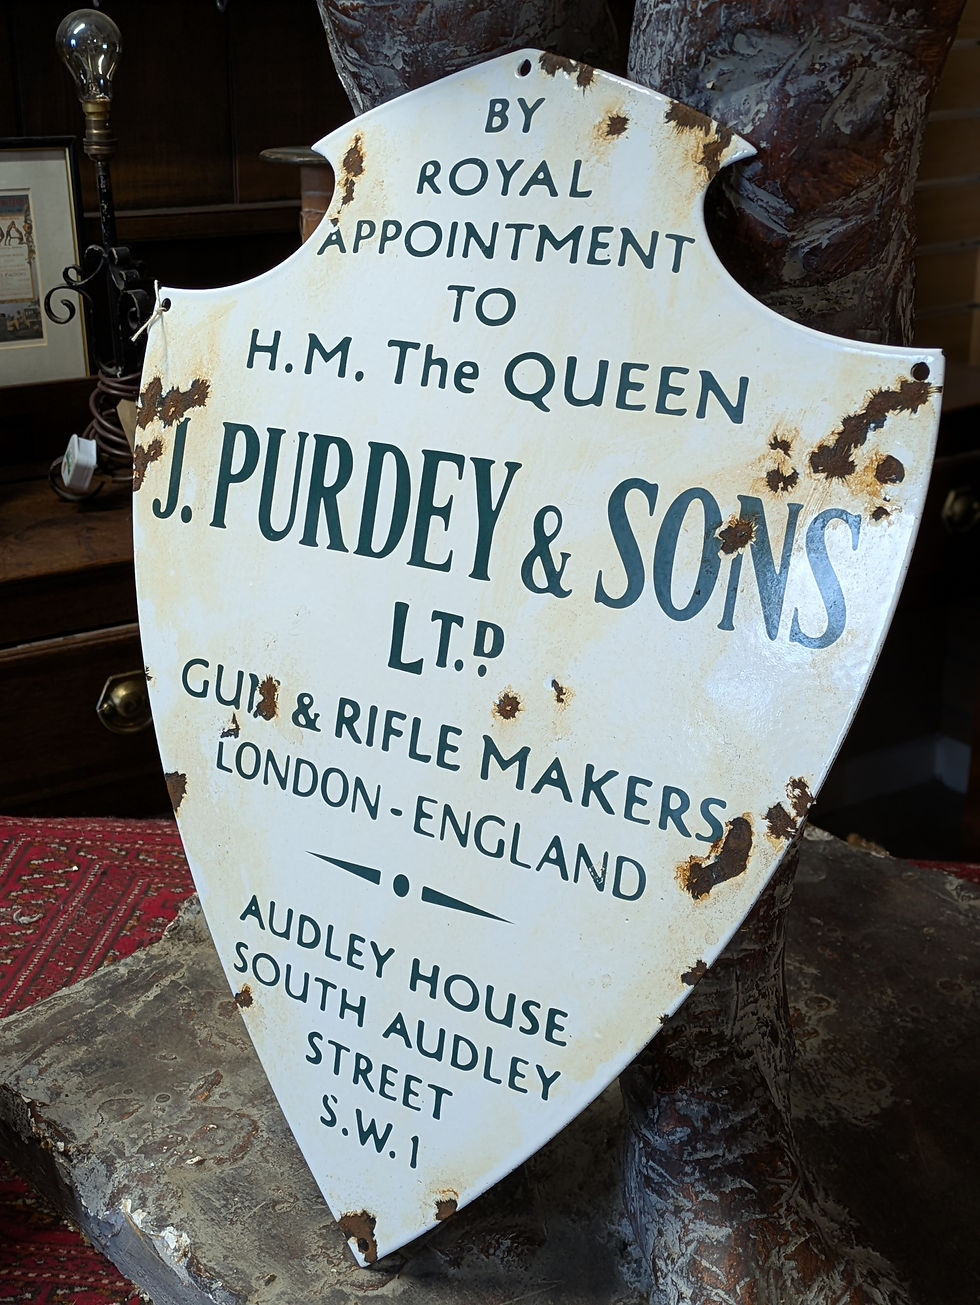 BY
ROYAL
APPOINTMENT
TO
H.M. The QUEEN
J. PURDEY & SONS
LT.D
GUN & RIFLE MAKERS
LONDON-ENGLAND
AUDLEY HOUSE
SOUTH AUDLEY
STREET
S.W.1